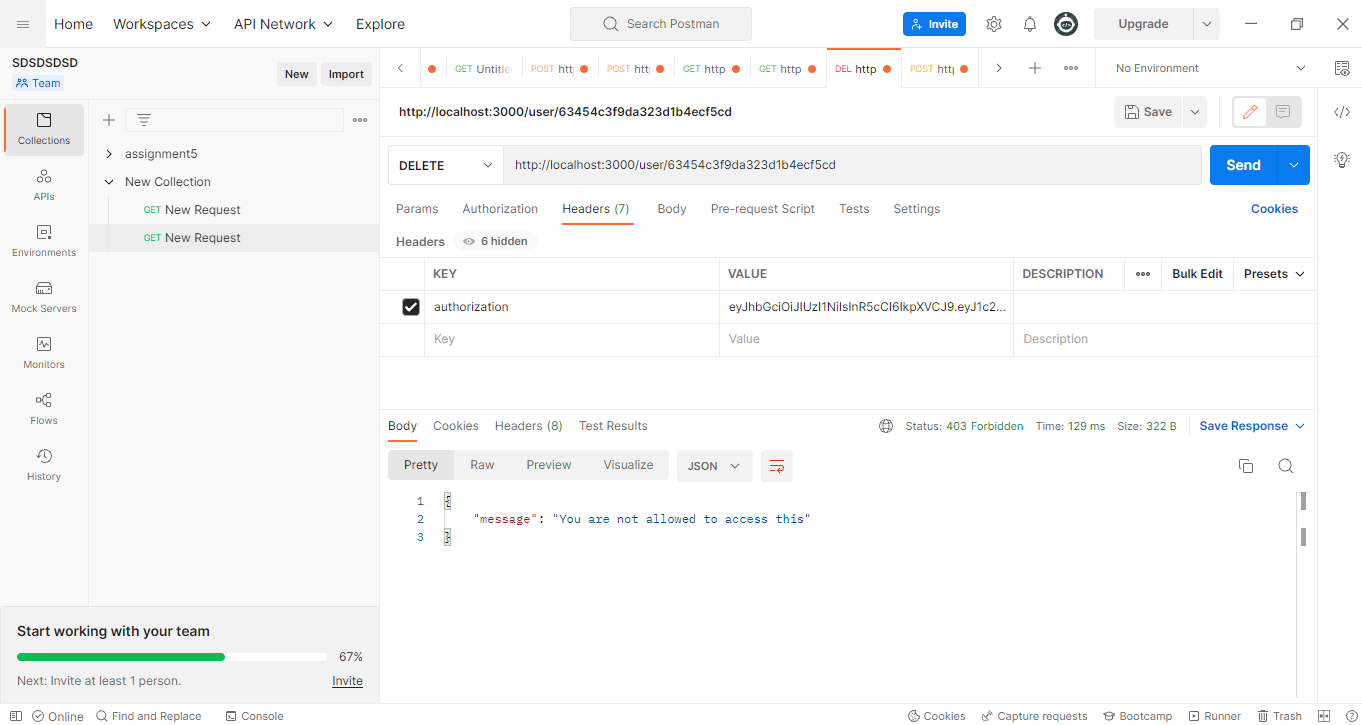 Home
Workspaces
API Network
Explore
Search Postman
Invite
Upgrade
SDSDSDSD
Team
New
Import
GET Untitle
POST htt
POST htt
GET http
GET http
DEL http
POST htt
No Environment
Collections
APIs
Environments
Mock Servers
Monitors
Flows
History
assignment5
New Collection
GET New Request
GET New Request
http://localhost:3000/user/63454c3f9da323d1b4ecf5cd
Save
DELETE
http://localhost:3000/user/63454c3f9da323d1b4ecf5cd
Send
Params
Authorization
Headers (7)
Body
Pre-request Script
Tests
Settings
Cookies
Headers
6 hidden
KEY
VALUE
DESCRIPTION
Bulk Edit
Presets
authorization
eyJhbGciOiJIUzI1NiIsInR5cCI6IkpXVCJ9.eyJ1c2...
Key
Value
Description
Body
Cookies
Headers (8)
Test Results
Status: 403 Forbidden
Time: 129 ms
Size: 322 B
Save Response
Pretty
Raw
Preview
Visualize
JSON
1 {
2 "message": "You are not allowed to access this"
3 }
Start working with your team
67%
Next: Invite at least 1 person.
Invite
Online
Find and Replace
Console
Cookies
Capture requests
Bootcamp
Runner
Trash